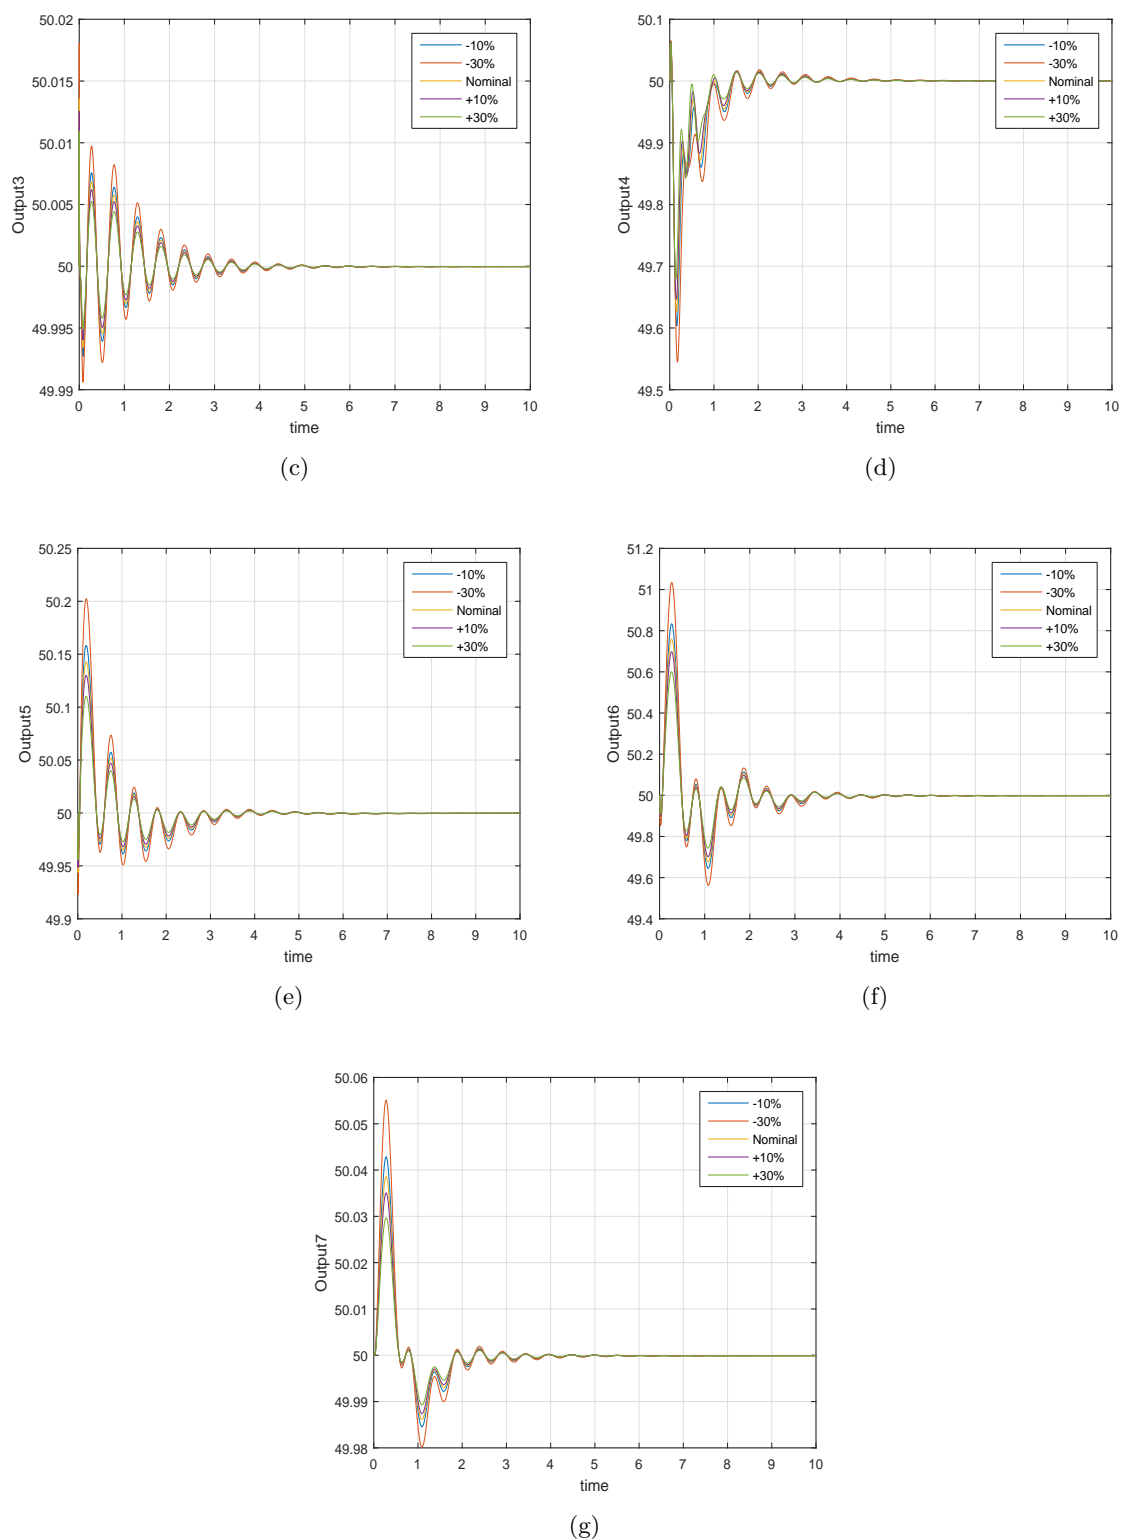 50.02
50.015
50.01
50.005
50
49.995
49.99
Output3
0 1 2 3 4 5 6 7 8 9 10
time
-10%
-30%
Nominal
+10%
+30%
(c)
50.1
50
49.9
49.8
49.7
49.6
49.5
Output4
0 1 2 3 4 5 6 7 8 9 10
time
-10%
-30%
Nominal
+10%
+30%
(d)
50.25
50.2
50.15
50.1
50.05
50
49.95
49.9
Output5
0 1 2 3 4 5 6 7 8 9 10
time
-10%
-30%
Nominal
+10%
+30%
(e)
51.2
51
50.8
50.6
50.4
50.2
50
49.8
49.6
49.4
Output6
0 1 2 3 4 5 6 7 8 9 10
time
-10%
-30%
Nominal
+10%
+30%
(f)
50.06
50.05
50.04
50.03
50.02
50.01
50
49.99
49.98
Output7
0 1 2 3 4 5 6 7 8 9 10
time
-10%
-30%
Nominal
+10%
+30%
(g)